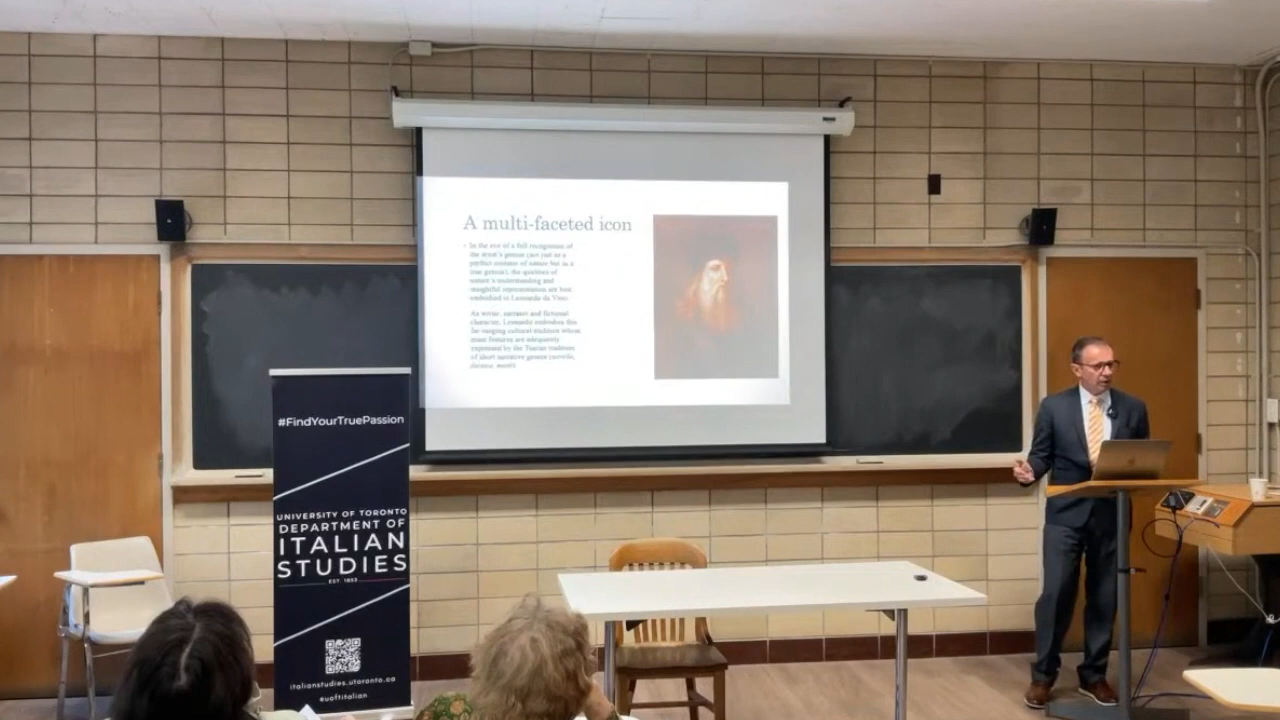 A multi-faceted icon
In the eve of a full recognition of
the artist's genius (not just as a
perfect imitator of nature but as a
true genius), the qualities of
nature's understanding and
insightful representation are first
embodied in Leonardo da Vinci.
As writer, narrator and fictional
character, Leonardo embodies this
far-ranging cultural tradition whose
main features are adequately
expressed by the Tuscan tradition
of short narrative genres (novelle,
facezie, motti)
#FindYourTruePassion
UNIVERSITY OF TORONTO
DEPARTMENT OF
ITALIAN
STUDIES
EST. 1853
italianstudies.utoronto.ca
#uoftitalian